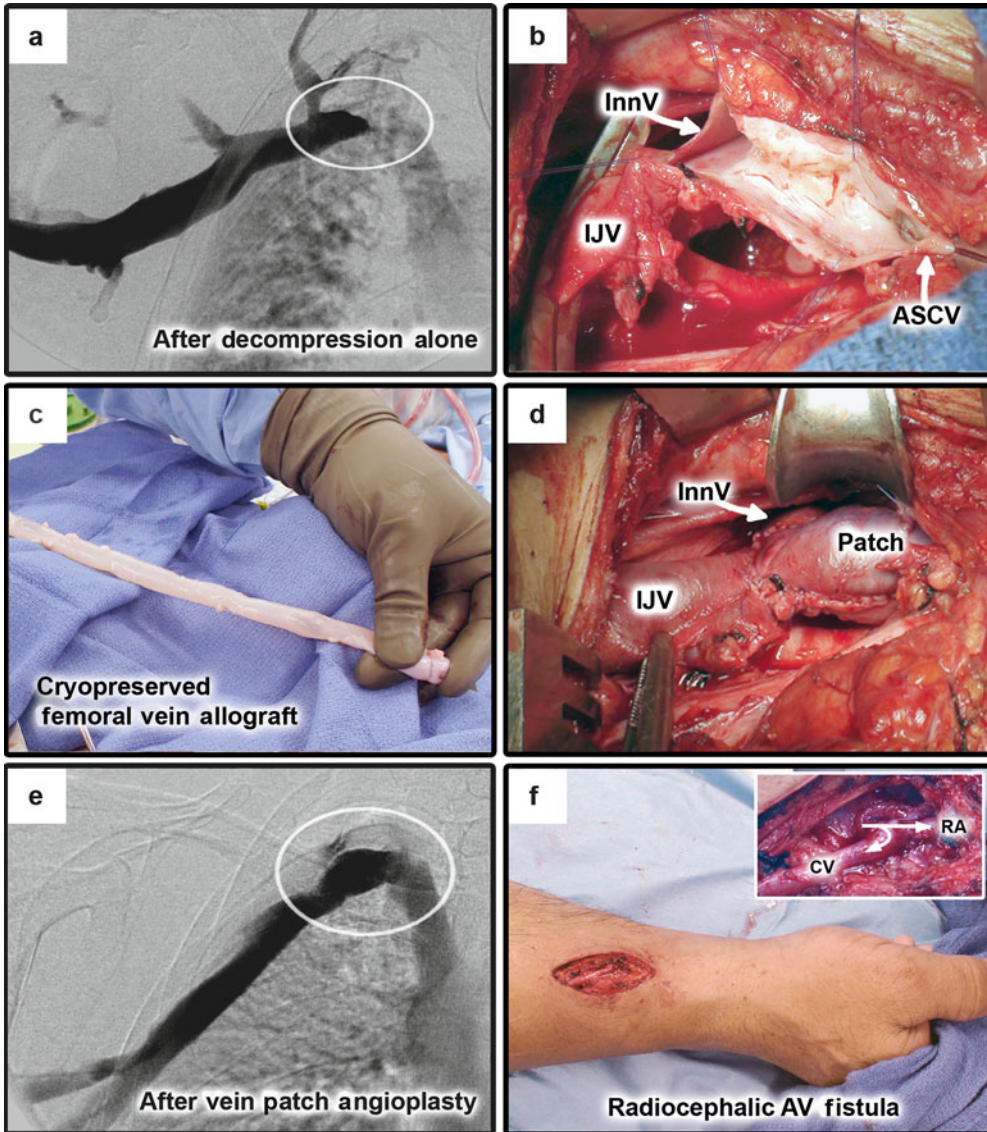 a
After decompression alone
b
InnV
IJV
ASCV
c
Cryopreserved
femoral vein allograft
d
InnV
Patch
IJV
e
After vein patch angioplasty
f
RA
CV
Radiocephalic AV fistula